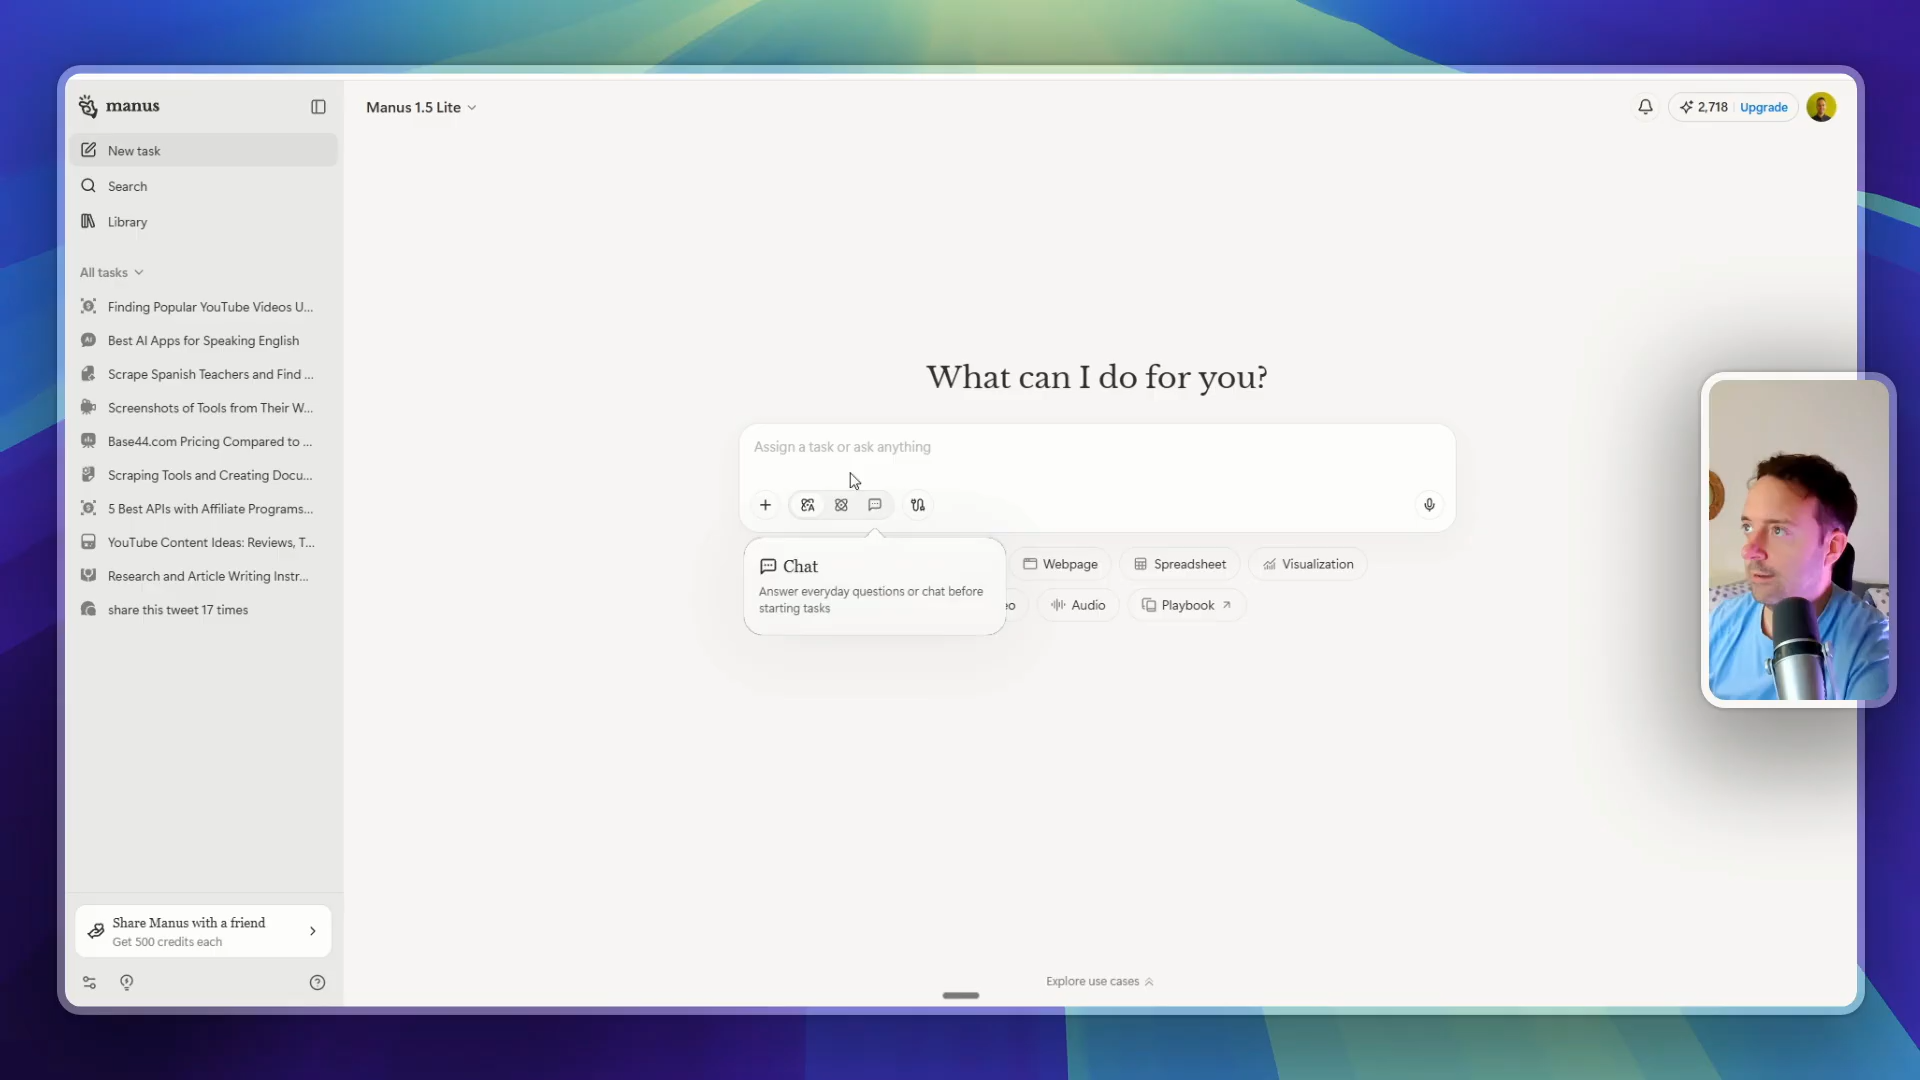 manus
New task
Search
Library
All tasks
Finding Popular YouTube Videos U...
Best AI Apps for Speaking English
Scrape Spanish Teachers and Find ...
Screenshots of Tools from Their W...
Base44.com Pricing Compared to ...
Scraping Tools and Creating Docu...
5 Best APIs with Affiliate Programs...
YouTube Content Ideas: Reviews, T...
Research and Article Writing Instr...
share this tweet 17 times
Share Manus with a friend
Get 500 credits each
Manus 1.5 Lite
2,718
Upgrade
What can I do for you?
Assign a task or ask anything
Chat
Answer everyday questions or chat before
starting tasks
Webpage
Spreadsheet
Visualization
eo
Audio
Playbook
Explore use cases